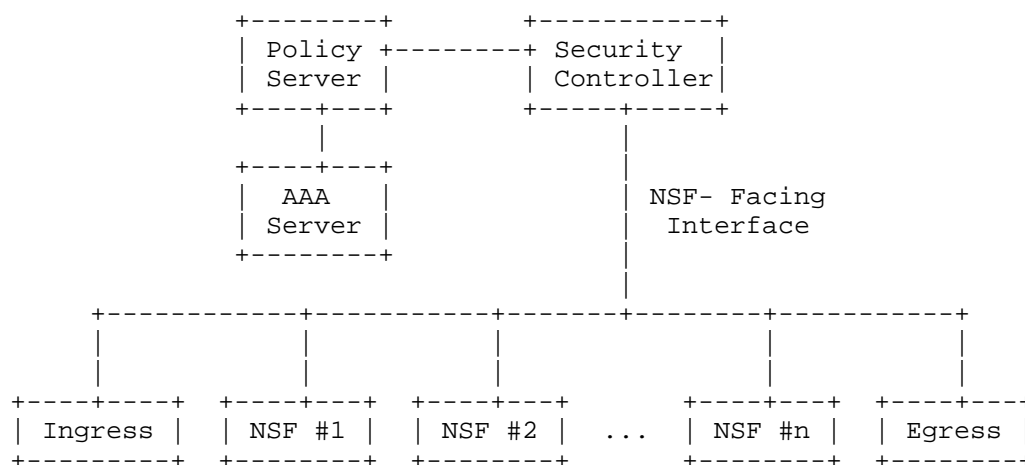 Policy Security
Server Controller
AAA NSF- Facing
Server Interface
Ingress NSF #1 NSF #2 ... NSF #n Egress